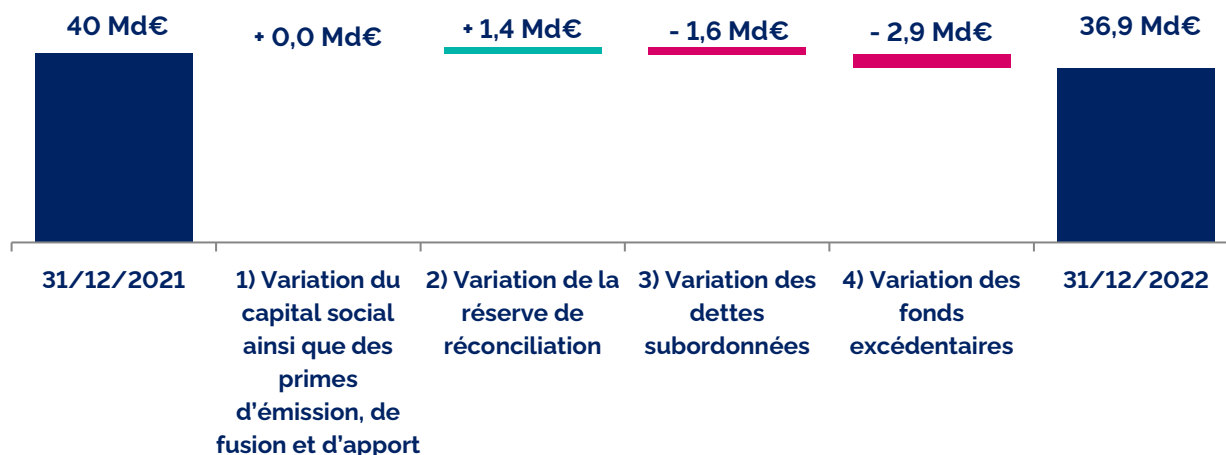 40 Md€
+ 0,0 Md€
+ 1,4 Md€
- 1,6 Md€
- 2,9 Md€
36,9 Md€
31/12/2021
1) Variation du
capital social
ainsi que des
primes
d’émission, de
fusion et d’apport
2) Variation de la
réserve de
réconciliation
3) Variation des
dettes
subordonnées
4) Variation des
fonds
excédentaires
31/12/2022